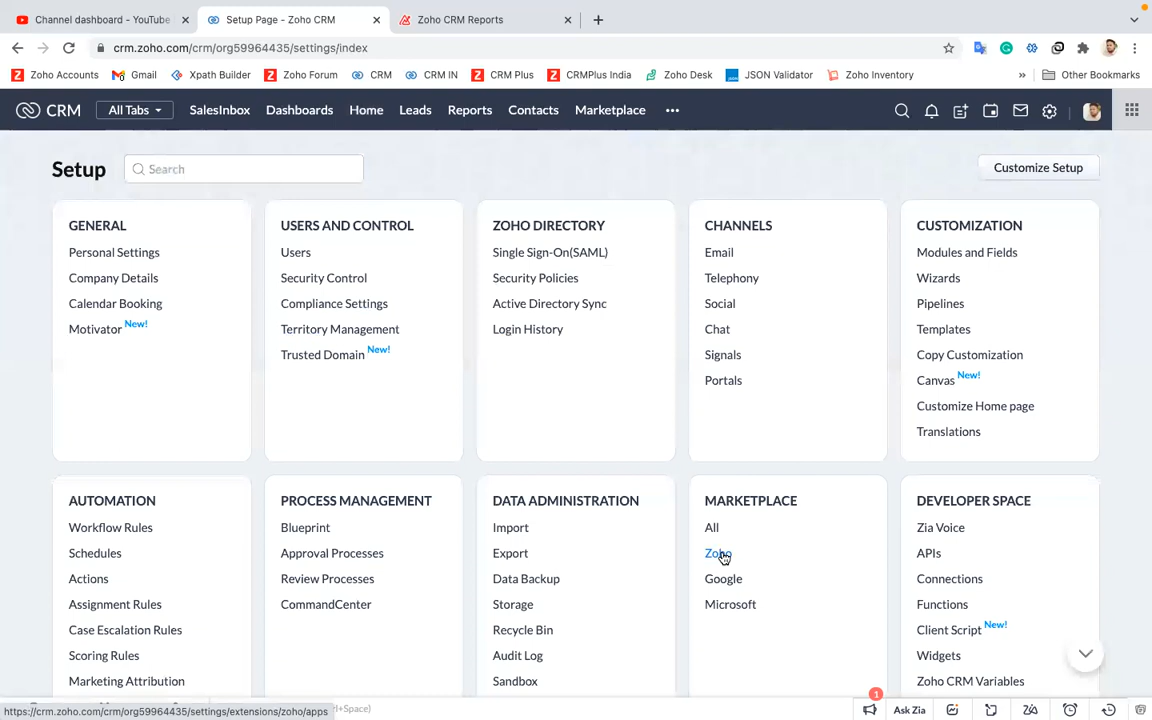 Channel dashboard - YouTube
Setup Page - Zoho CRM
Zoho CRM Reports
crm.zoho.com/crm/org59964435/settings/index
Zoho Accounts
Gmail
Xpath Builder
Zoho Forum
CRM
CRM IN
CRM Plus
CRMPlus India
Zoho Desk
JSON Validator
Zoho Inventory
»
Other Bookmarks
CRM
All Tabs
SalesInbox
Dashboards
Home
Leads
Reports
Contacts
Marketplace
Setup
Search
Customize Setup
GENERAL
Personal Settings
Company Details
Calendar Booking
Motivator New!
USERS AND CONTROL
Users
Security Control
Compliance Settings
Territory Management
Trusted Domain New!
ZOHO DIRECTORY
Single Sign-On(SAML)
Security Policies
Active Directory Sync
Login History
CHANNELS
Email
Telephony
Social
Chat
Signals
Portals
CUSTOMIZATION
Modules and Fields
Wizards
Pipelines
Templates
Copy Customization
Canvas New!
Customize Home page
Translations
AUTOMATION
Workflow Rules
Schedules
Actions
Assignment Rules
Case Escalation Rules
Scoring Rules
Marketing Attribution
PROCESS MANAGEMENT
Blueprint
Approval Processes
Review Processes
CommandCenter
DATA ADMINISTRATION
Import
Export
Data Backup
Storage
Recycle Bin
Audit Log
Sandbox
MARKETPLACE
All
Zoho
Google
Microsoft
DEVELOPER SPACE
Zia Voice
APIs
Connections
Functions
Client Script New!
Widgets
Zoho CRM Variables
https://crm.zoho.com/crm/org59964435/settings/extensions/zoho/apps
1
Ask Zia